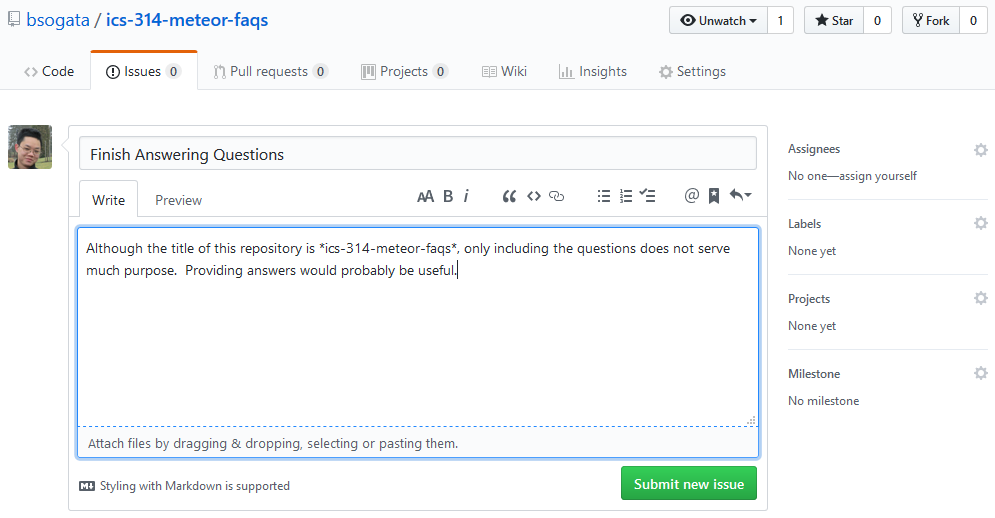 bsogata / ics-314-meteor-faqs
Unwatch 1
Star 0
Fork 0
Code
Issues 0
Pull requests 0
Projects 0
Wiki
Insights
Settings
Finish Answering Questions
Write
Preview
AA B i
@
Although the title of this repository is *ics-314-meteor-faqs*, only including the questions does not serve
much purpose.  Providing answers would probably be useful.
Attach files by dragging & dropping, selecting or pasting them.
Styling with Markdown is supported
Submit new issue
Assignees
No one—assign yourself
Labels
None yet
Projects
None yet
Milestone
No milestone